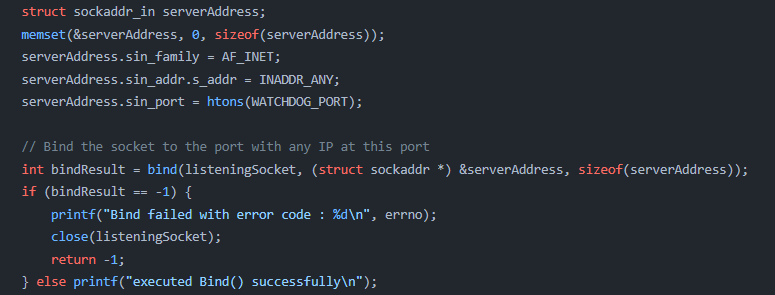 struct sockaddr_in serverAddress;
memset(&serverAddress, 0, sizeof(serverAddress));
serverAddress.sin_family = AF_INET;
serverAddress.sin_addr.s_addr = INADDR_ANY;
serverAddress.sin_port = htons(WATCHDOG_PORT);

// Bind the socket to the port with any IP at this port
int bindResult = bind(listeningSocket, (struct sockaddr *) &serverAddress, sizeof(serverAddress));
if (bindResult == -1) {
    printf("Bind failed with error code : %d\n", errno);
    close(listeningSocket);
    return -1;
} else printf("executed Bind() successfully\n");